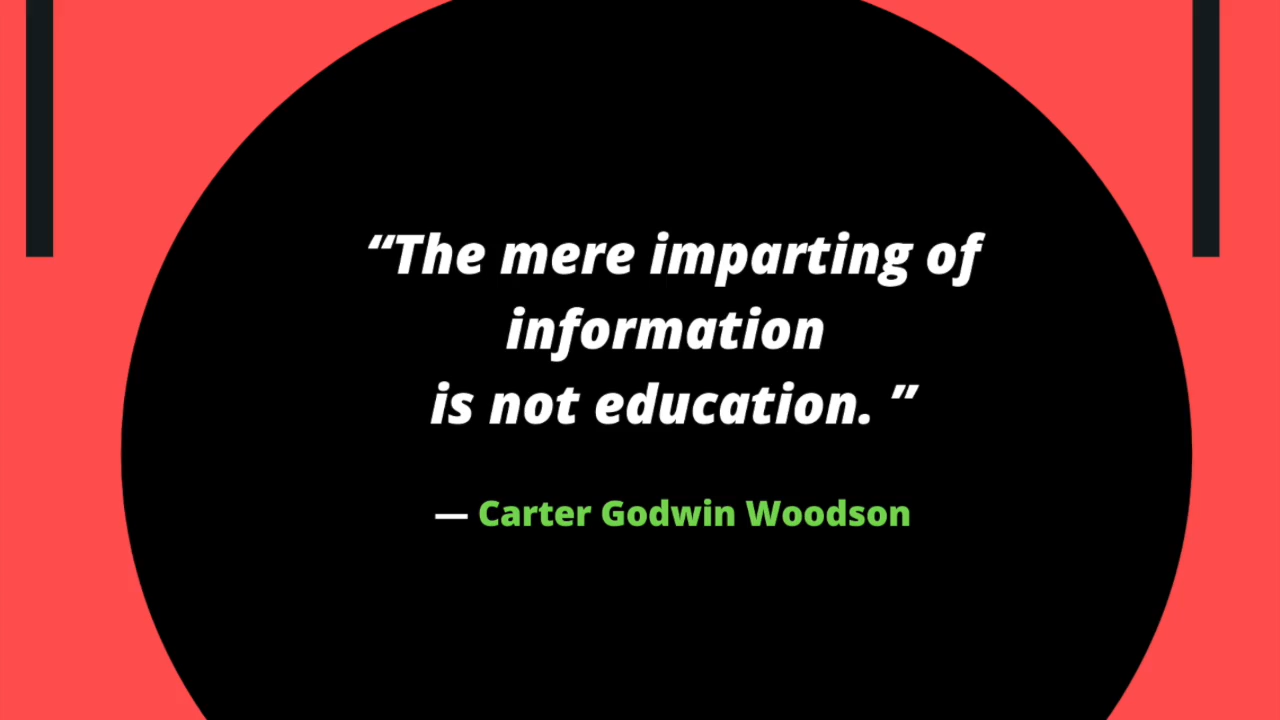 “The mere imparting of
information
is not education. ”
— Carter Godwin Woodson